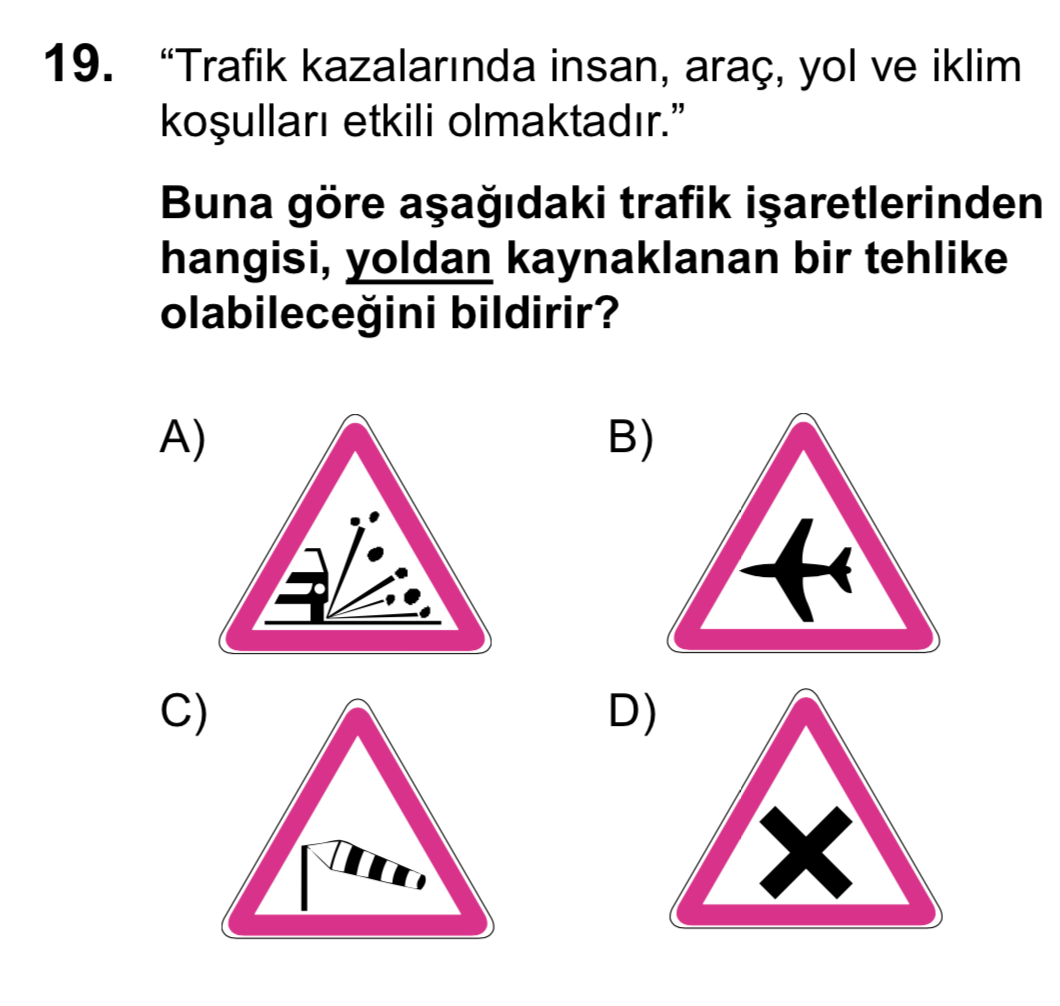 19. “Trafik kazalarında insan, araç, yol ve iklim
koşulları etkili olmaktadır.”
Buna göre aşağıdaki trafik işaretlerinden
hangisi, yoldan kaynaklanan bir tehlike
olabileceğini bildirir?
A) B)
C) D)